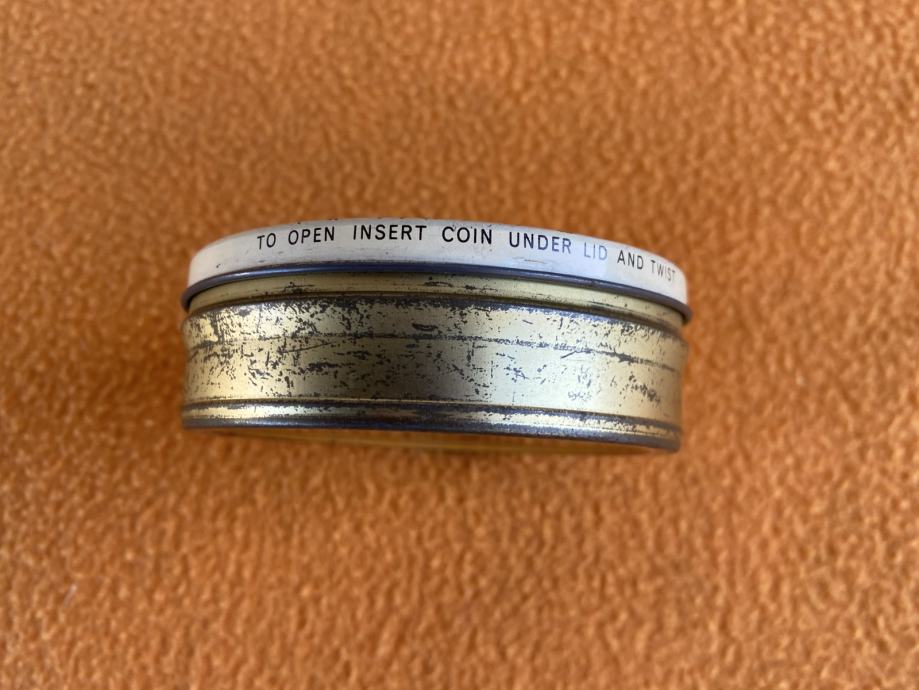 TO OPEN INSERT COIN UNDER LID AND TWIST